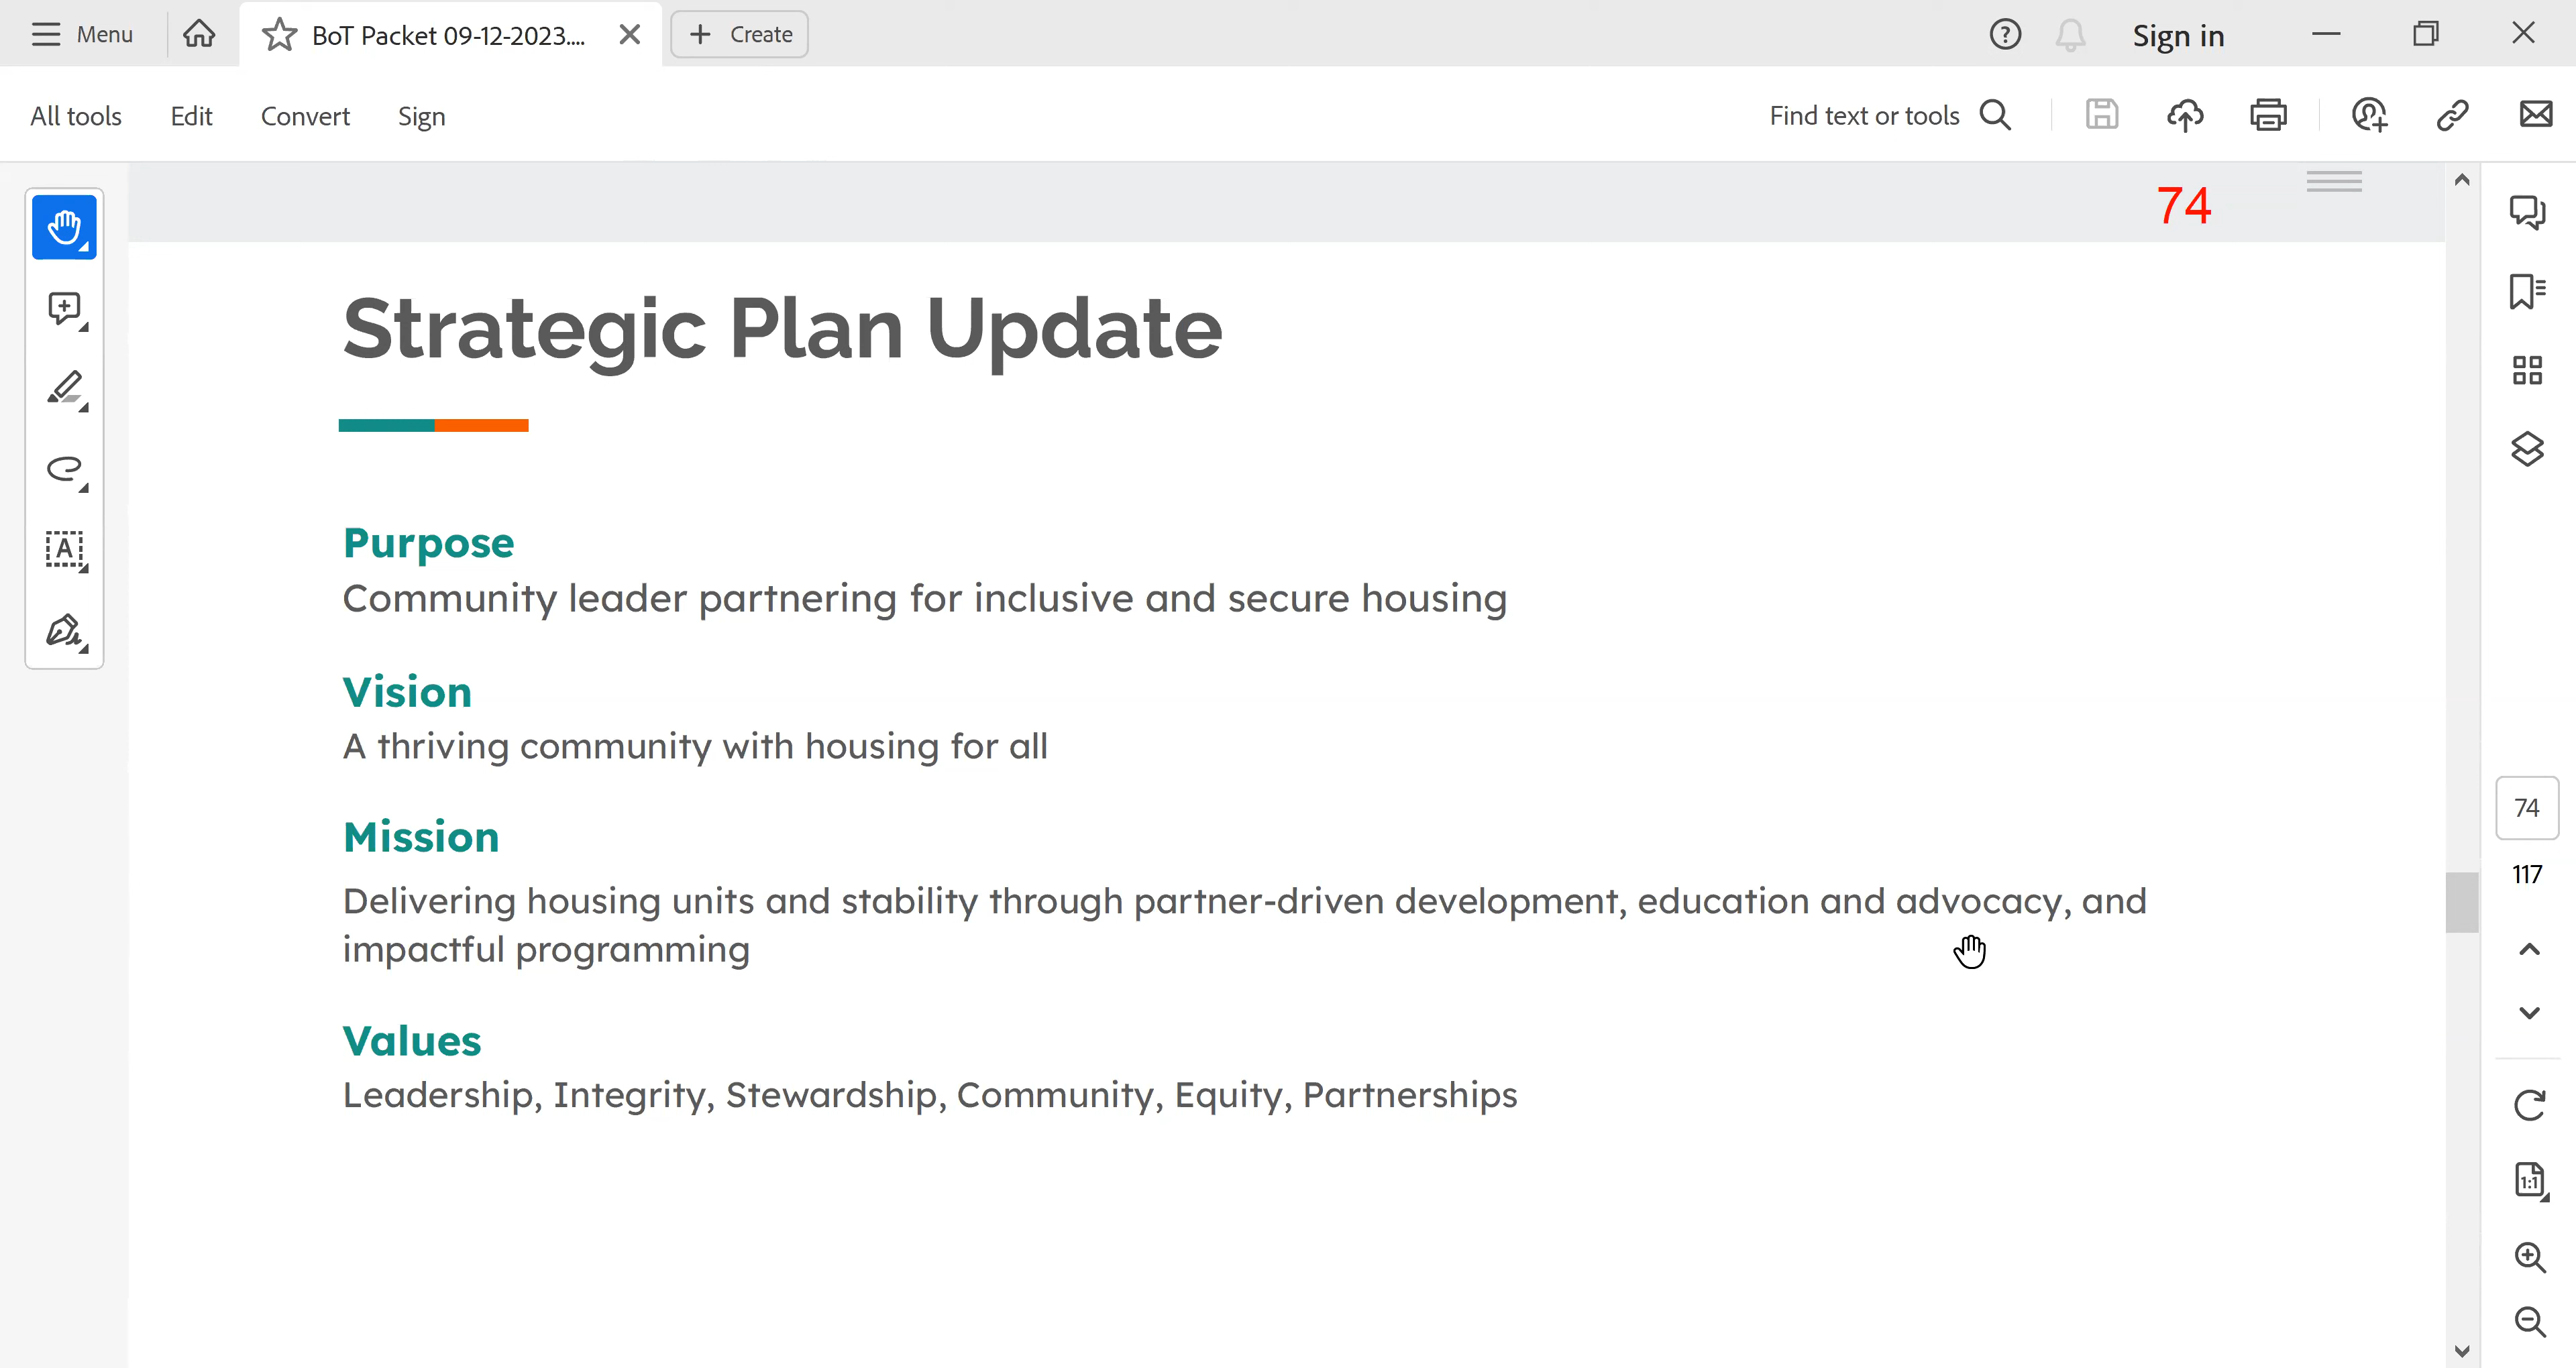 Menu
BoT Packet 09-12-2023....
Create
Sign in
All tools
Edit
Convert
Sign
Find text or tools
74
Strategic Plan Update
Purpose
Community leader partnering for inclusive and secure housing
Vision
A thriving community with housing for all
Mission
Delivering housing units and stability through partner-driven development, education and advocacy, and
impactful programming
Values
Leadership, Integrity, Stewardship, Community, Equity, Partnerships
74
117
1:1